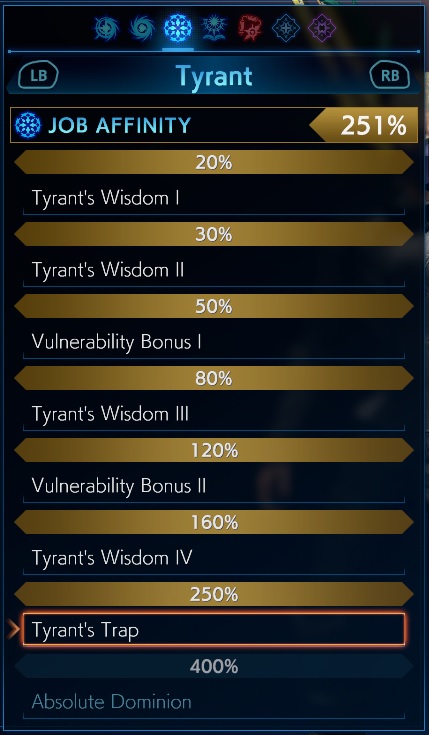 LB
Tyrant
RB
JOB AFFINITY
251%
20%
Tyrant's Wisdom I
30%
Tyrant's Wisdom II
50%
Vulnerability Bonus I
80%
Tyrant's Wisdom III
120%
Vulnerability Bonus II
160%
Tyrant's Wisdom IV
250%
Tyrant's Trap
400%
Absolute Dominion